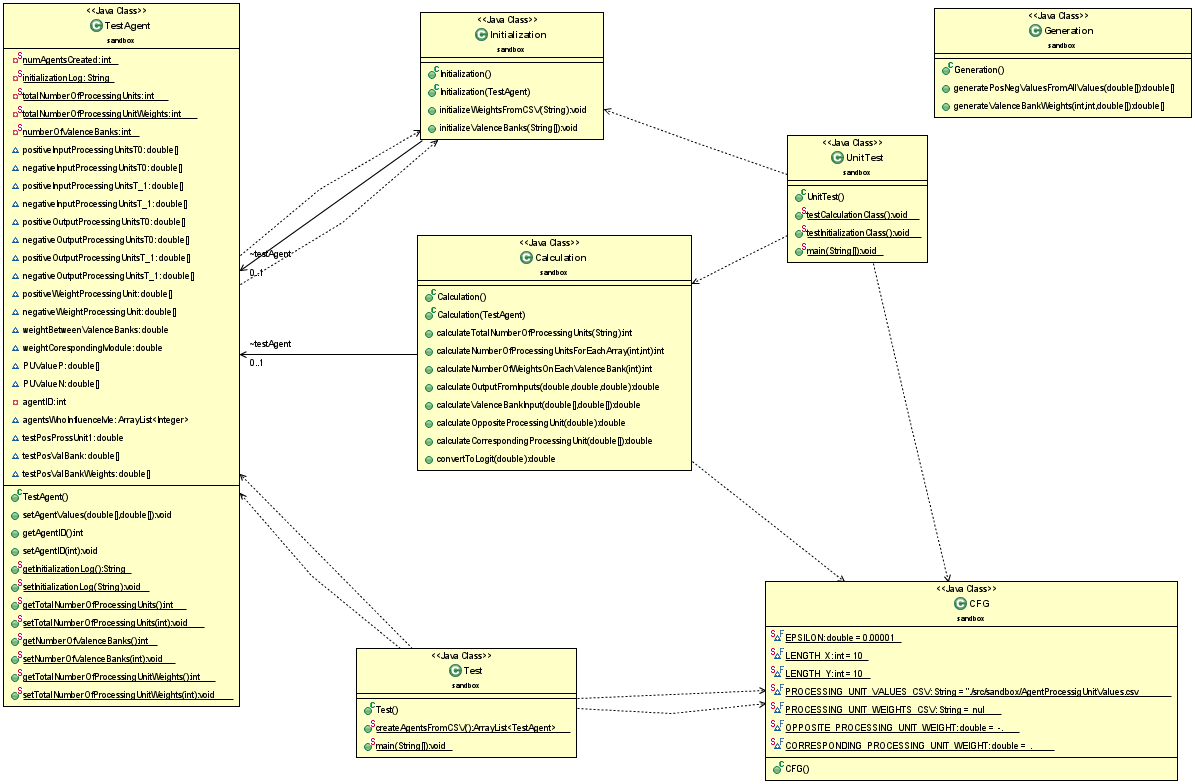 <<Java Class>>
TestAgent
sandbox
numAgentsCreated: int
initializationLog: String
totalNumberOfProcessingUnits: int
totalNumberOfProcessingUnitWeights: int
numberOfValenceBanks: int
positiveInputProcessingUnitsT0: double[]
negativeInputProcessingUnitsT0: double[]
positiveInputProcessingUnitsT_1: double[]
negativeInputProcessingUnitsT_1: double[]
positiveOutputProcessingUnitsT0: double[]
negativeOutputProcessingUnitsT0: double[]
positiveOutputProcessingUnitsT_1: double[]
negativeOutputProcessingUnitsT_1: double[]
positiveWeightProcessingUnit: double[]
negativeWeightProcessingUnit: double[]
weightBetweenValenceBanks: double
weightCorespondingModule: double
PUValueP: double[]
PUValueN: double[]
agentID: int
agentsWhoInfluenceMe: ArrayList<Integer>
testPosProssUnit1: double
testPosValBank: double[]
testPosValBankWeights: double[]
TestAgent()
setAgentValues(double[],double[]):void
getAgentID():int
setAgentID(int):void
getInitializationLog():String
setInitializationLog(String):void
getTotalNumberOfProcessingUnits():int
setTotalNumberOfProcessingUnits(int):void
getNumberOfValenceBanks():int
setNumberOfValenceBanks(int):void
getTotalNumberOfProcessingUnitWeights():int
setTotalNumberOfProcessingUnitWeights(int):void
<<Java Class>>
Initialization
sandbox
Initialization()
Initialization(TestAgent)
initializeWeightsFromCSV(String):void
initializeValenceBanks(String[]):void
<<Java Class>>
Generation
sandbox
Generation()
generatePosNegValuesFromAllValues(double[]):double[]
generateValenceBankWeights(int,int,double[]):double[]
<<Java Class>>
UnitTest
sandbox
UnitTest()
testCalculationClass():void
testInitializationClass():void
main(String[]):void
~testAgent
0..1
~testAgent
0..1
<<Java Class>>
Calculation
sandbox
Calculation()
Calculation(TestAgent)
calculateTotalNumberOfProcessingUnits(String):int
calculateNumberOfProcessingUnitsForEachArray(int,int):int
calculateNumberOfWeightsOnEachValenceBank(int):int
calculateOutputFromInputs(double,double,double):double
calculateValenceBankInput(double[],double[]):double
calculateOppositeProcessingUnit(double):double
calculateCorrespondingProcessingUnit(double[]):double
convertToLogit(double):double
<<Java Class>>
Test
sandbox
Test()
createAgentsFromCSV():ArrayList<TestAgent>
main(String[]):void
<<Java Class>>
CFG
sandbox
EPSILON: double = 0.00001
LENGTH_X: int = 10
LENGTH_Y: int = 10
PROCESSING_UNIT_VALUES_CSV: String = "/src/sandbox/AgentProcessigUnitValues.csv
PROCESSING_UNIT_WEIGHTS_CSV: String = null
OPPOSITE_PROCESSING_UNIT_WEIGHT: double = -.
CORRESPONDING_PROCESSING_UNIT_WEIGHT: double = .
CFG()